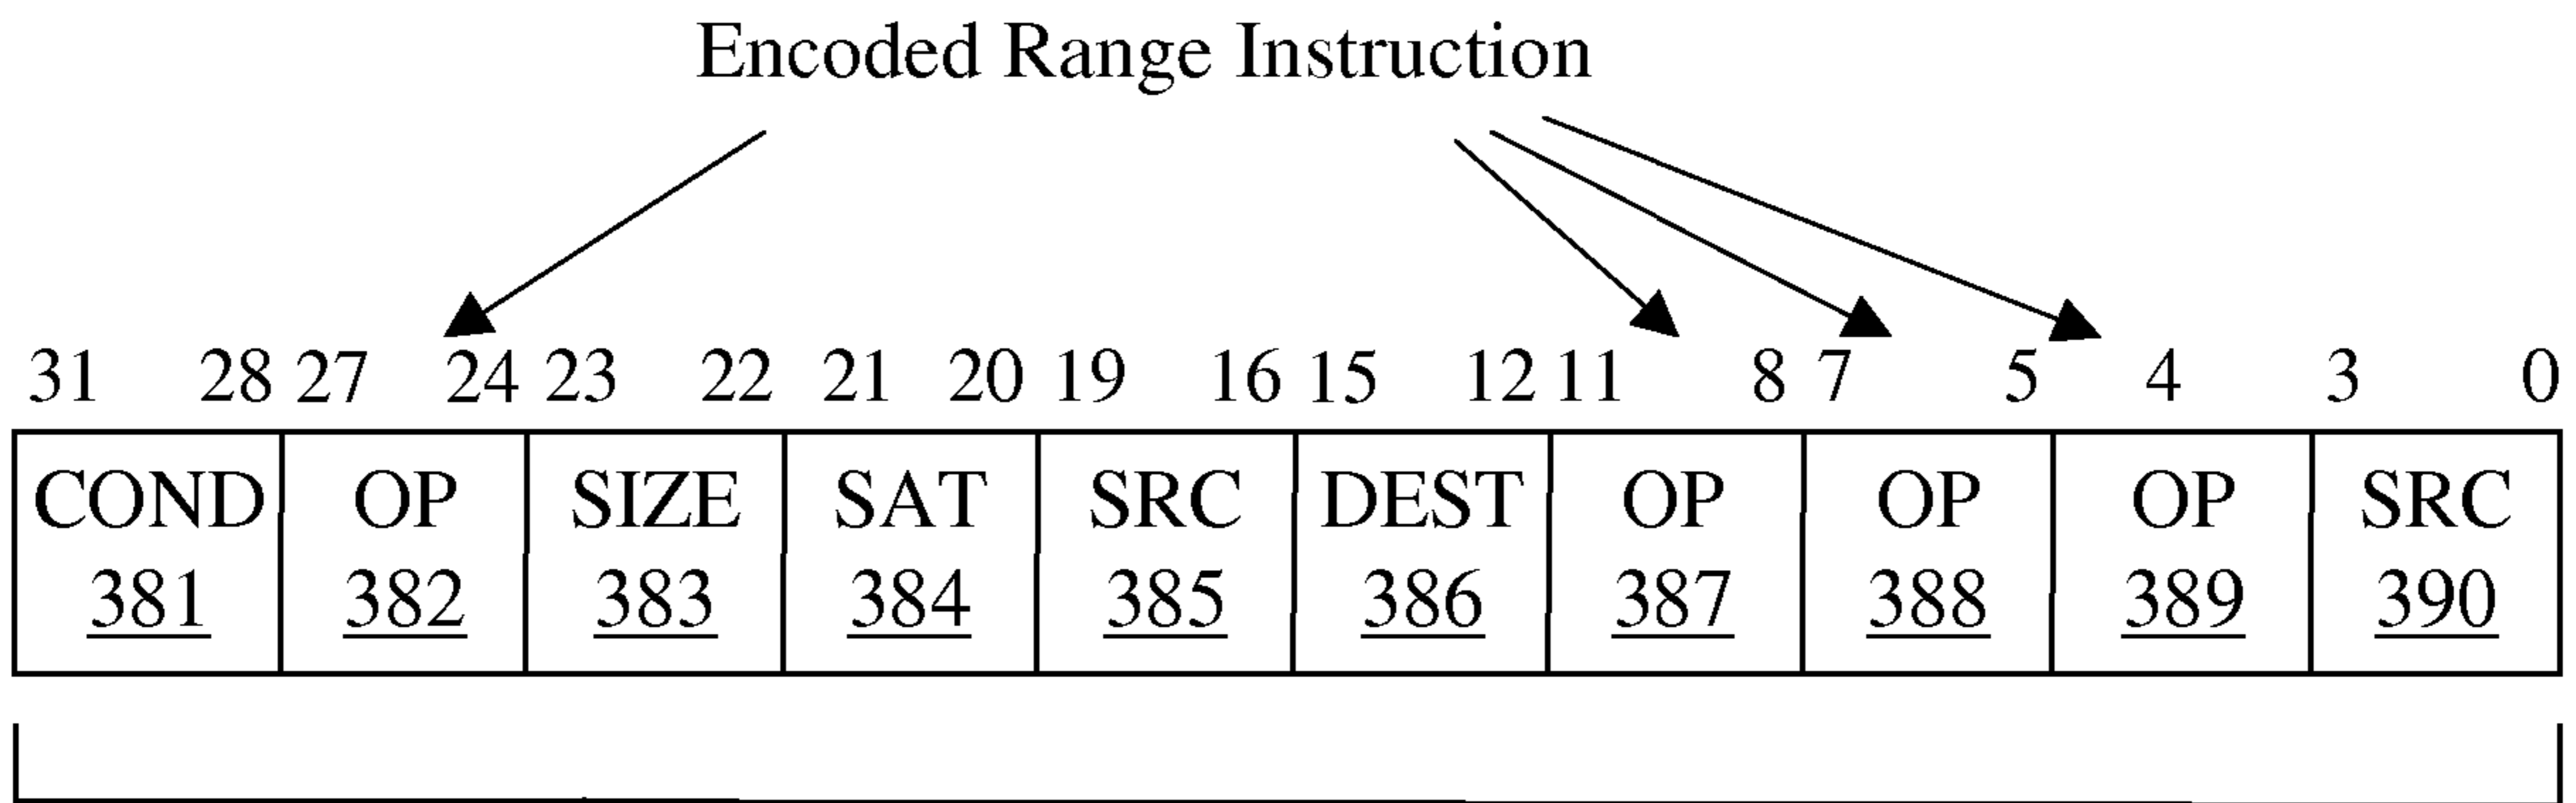 Encoded Range Instruction
31 28 27 24 23 22 21 20 19 16 15 12 11 8 7 5 4 3 0
COND OP SIZE SAT SRC DEST OP OP OP SRC
381 382 383 384 385 386 387 388 389 390